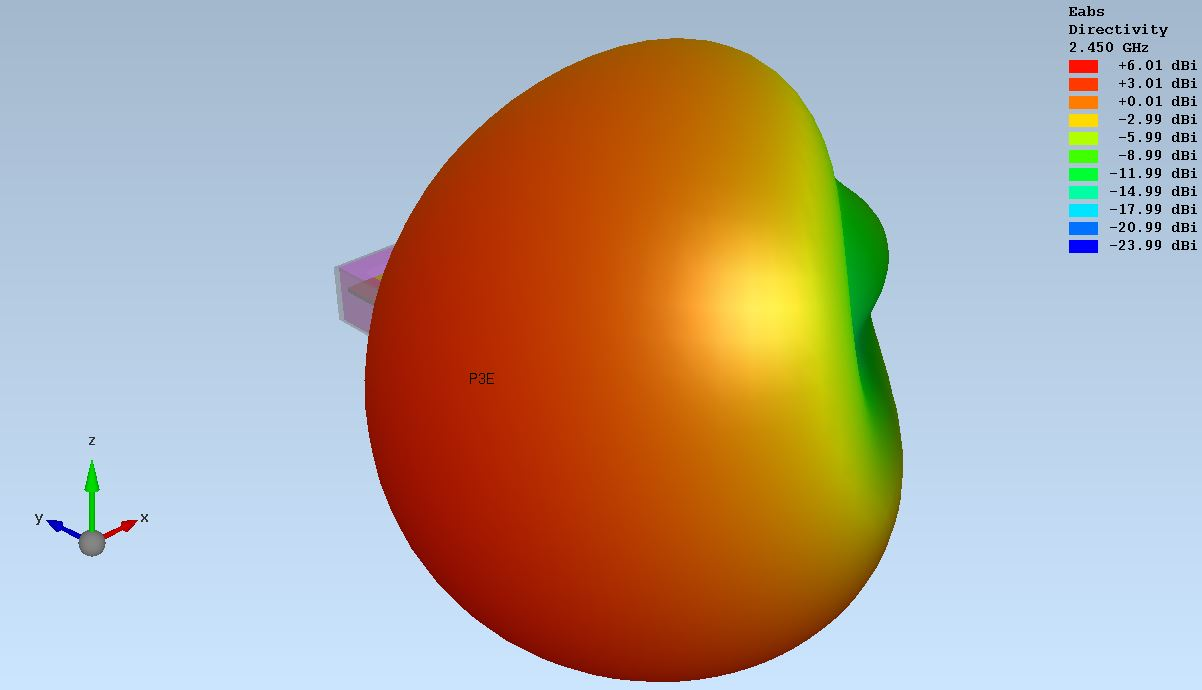 Eabs
Directivity
2.450 GHz
+6.01 dBi
+3.01 dBi
+0.01 dBi
-2.99 dBi
-5.99 dBi
-8.99 dBi
-11.99 dBi
-14.99 dBi
-17.99 dBi
-20.99 dBi
-23.99 dBi
P3E
z
y
x